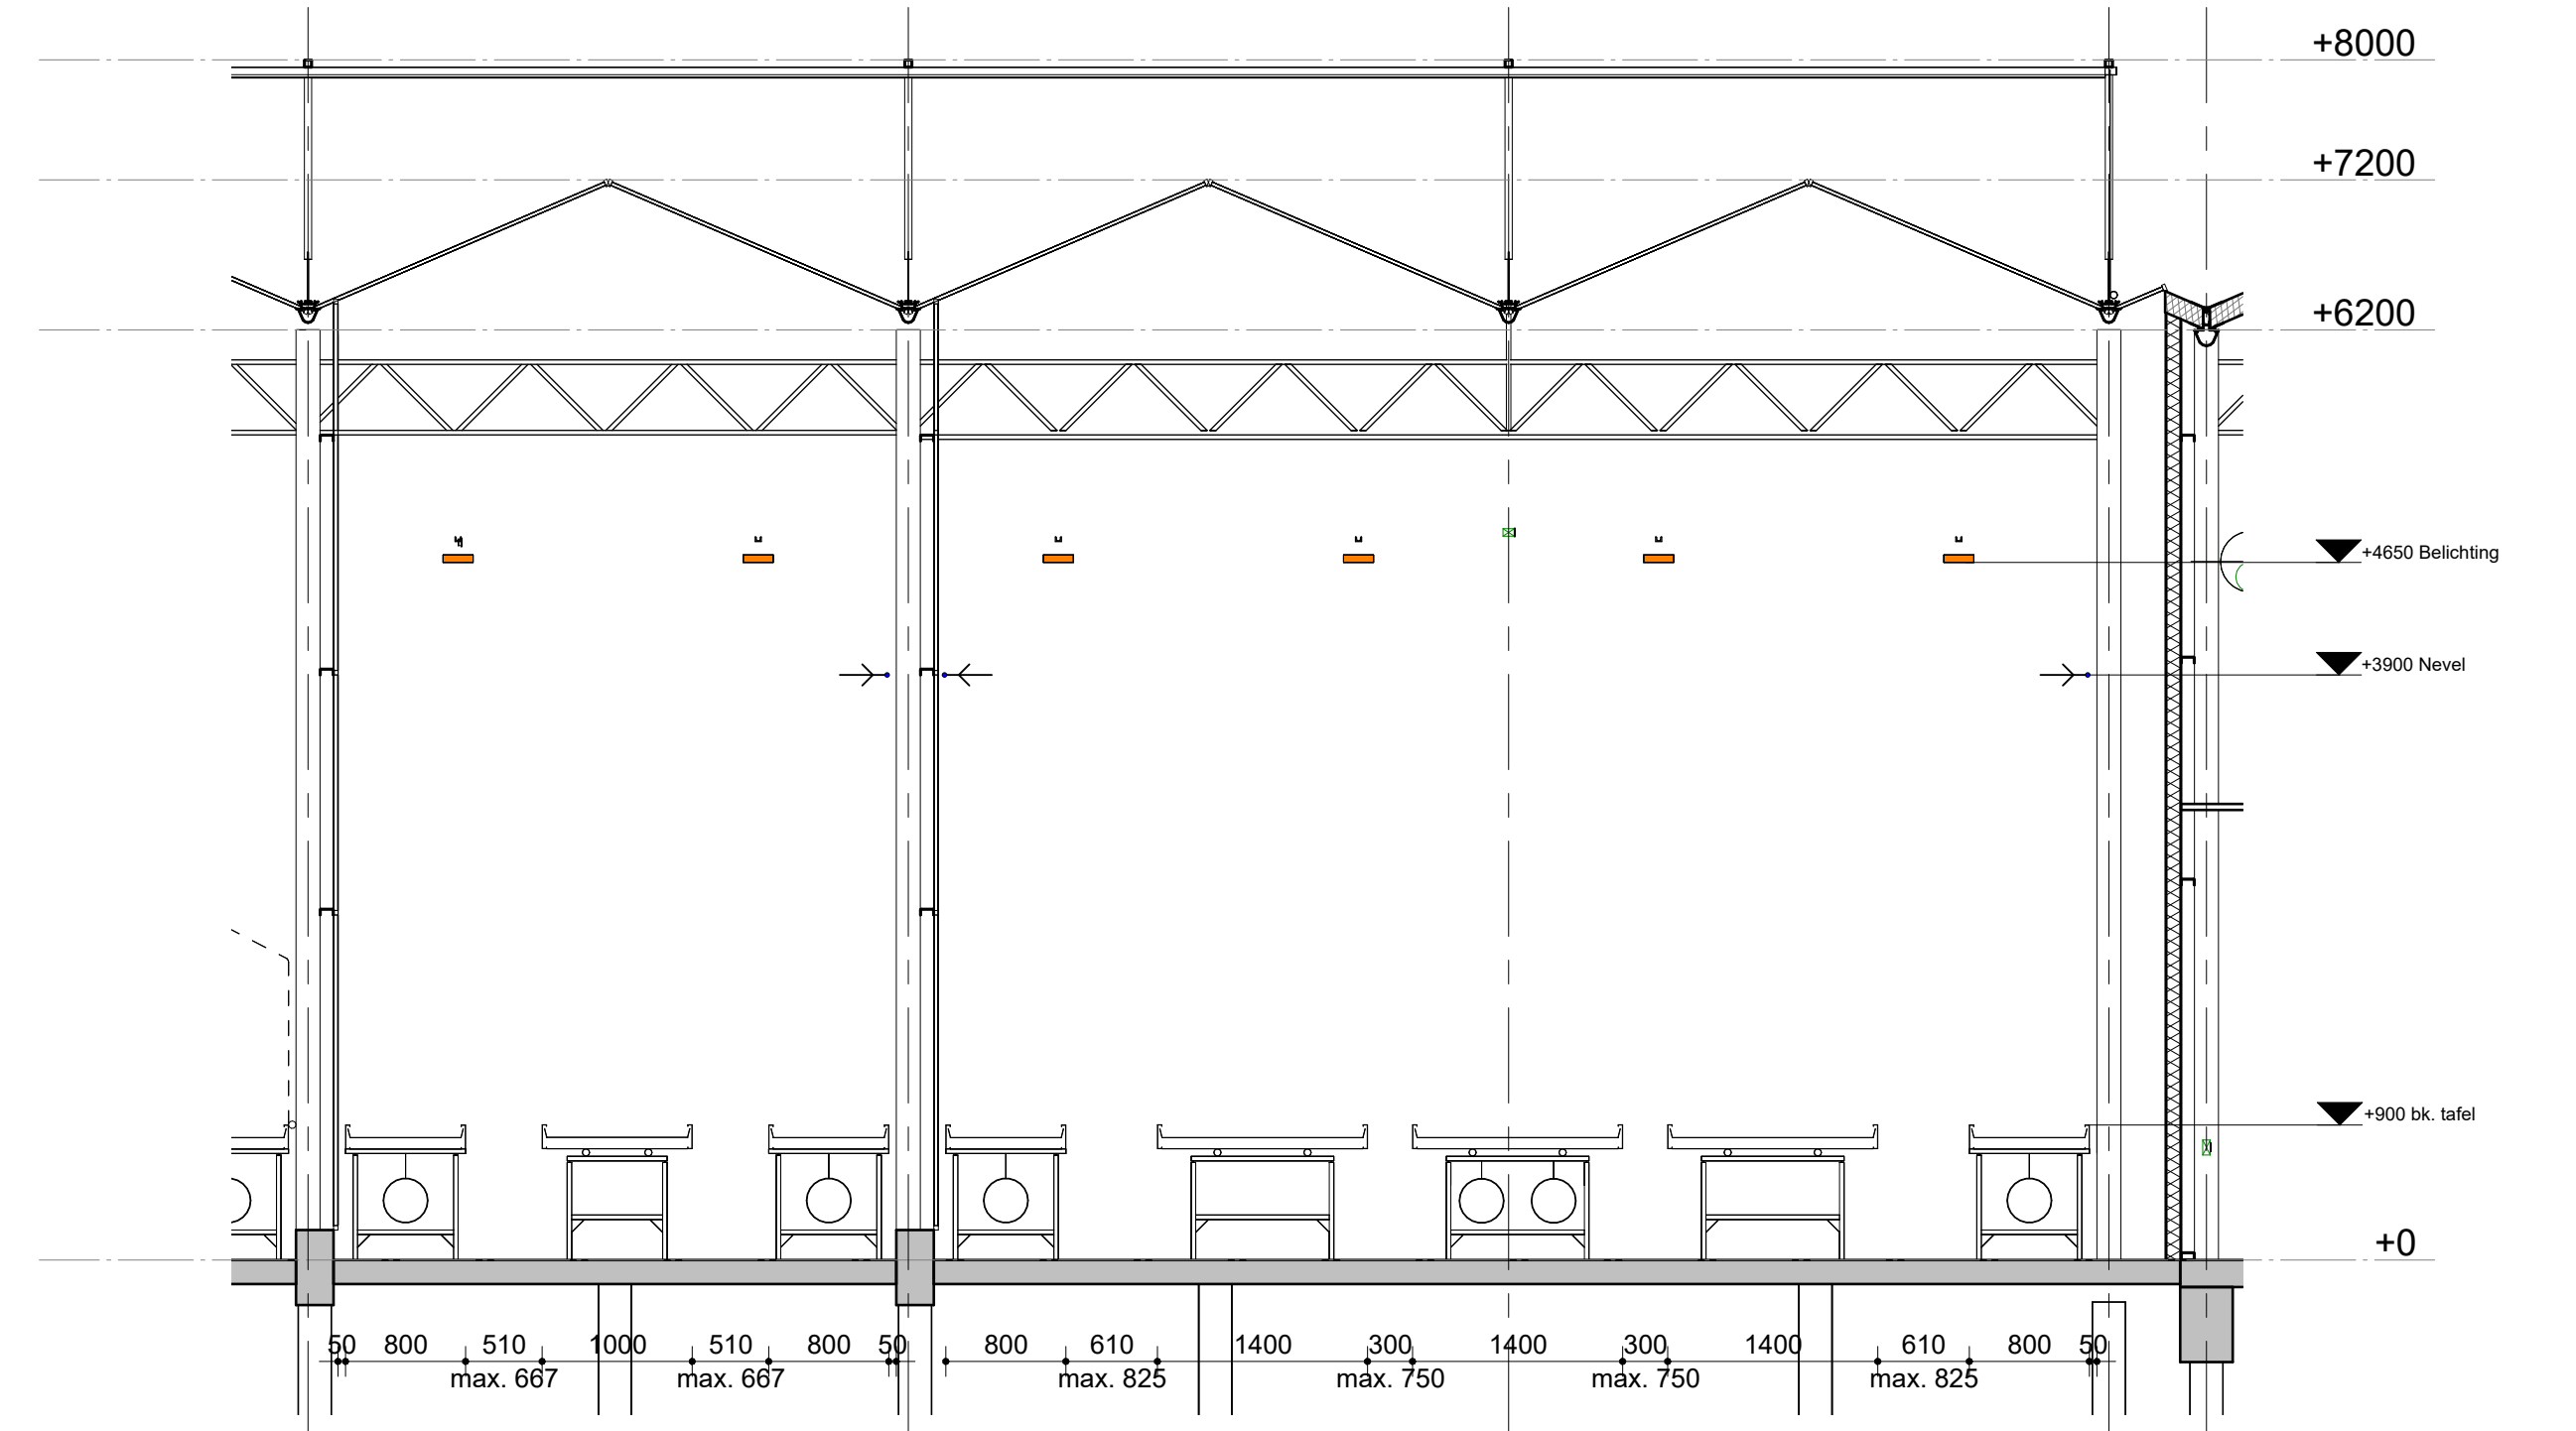 +8000
+7200
+6200
+4650 Belichting
+3900 Nevel
+900 bk. tafel
+0
50 800 510 1000 510 800 50 800 610 1400 300 1400 300 1400 610 800 50
max. 667 max. 667 max. 825 max. 750 max. 750 max. 825